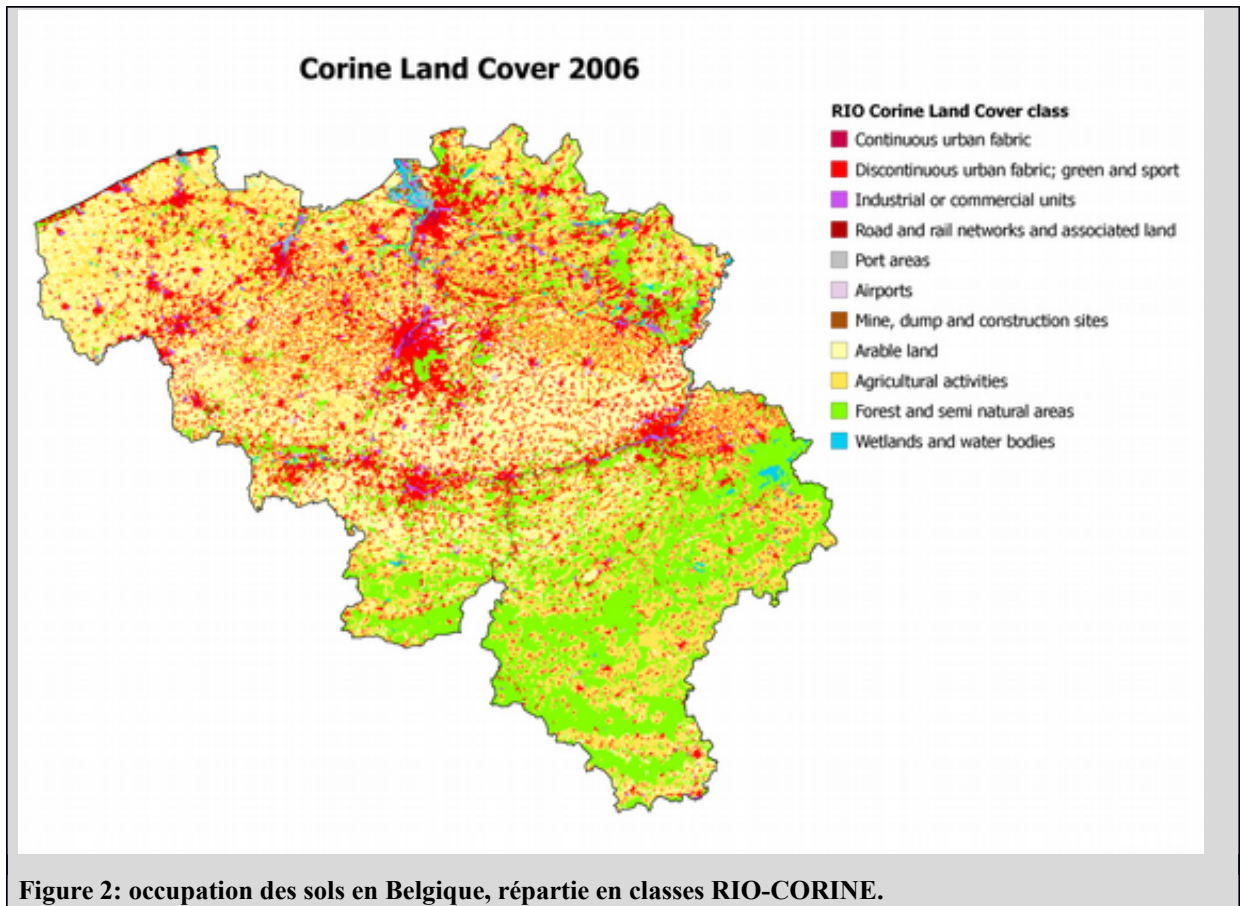 Corine Land Cover 2006
RIO Corine Land Cover class
Continuous urban fabric
Discontinuous urban fabric; green and sport
Industrial or commercial units
Road and rail networks and associated land
Port areas
Airports
Mine, dump and construction sites
Arable land
Agricultural activities
Forest and semi natural areas
Wetlands and water bodies
Figure 2: occupation des sols en Belgique, répartie en classes RIO-CORINE.